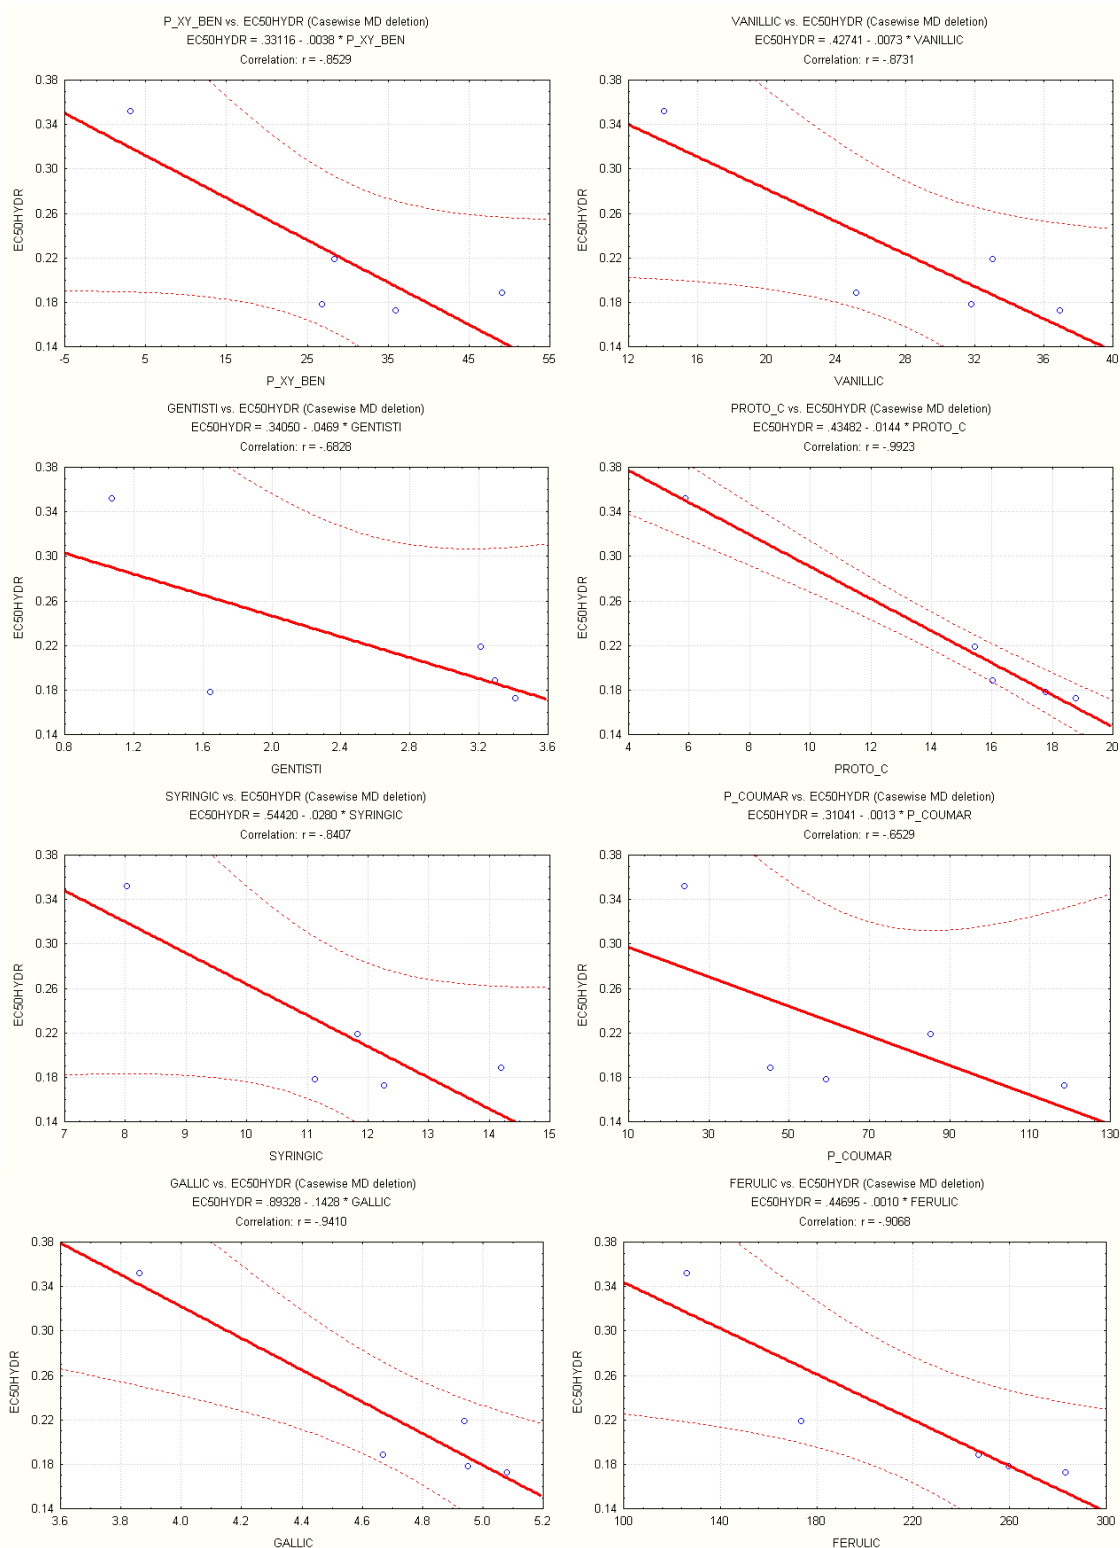 P_XY_BEN vs. EC50HYDR (Casewise MD deletion)
EC50HYDR = .33116 - .0038 * P_XY_BEN
Correlation: r = -.8529
0.38
0.34
0.30
0.26
0.22
0.18
0.14
EC50HYDR
-5 5 15 25 35 45 55
P_XY_BEN
VANILLIC vs. EC50HYDR (Casewise MD deletion)
EC50HYDR = .42741 - .0073 * VANILLIC
Correlation: r = -.8731
0.38
0.34
0.30
0.26
0.22
0.18
0.14
EC50HYDR
12 16 20 24 28 32 36 40
VANILLIC
GENTISTI vs. EC50HYDR (Casewise MD deletion)
EC50HYDR = .34050 - .0469 * GENTISTI
Correlation: r = -.6828
0.38
0.34
0.30
0.26
0.22
0.18
0.14
EC50HYDR
0.8 1.2 1.6 2.0 2.4 2.8 3.2 3.6
GENTISTI
PROTO_C vs. EC50HYDR (Casewise MD deletion)
EC50HYDR = .43482 - .0144 * PROTO_C
Correlation: r = -.9923
0.38
0.34
0.30
0.26
0.22
0.18
0.14
EC50HYDR
4 6 8 10 12 14 16 18 20
PROTO_C
SYRINGIC vs. EC50HYDR (Casewise MD deletion)
EC50HYDR = .54420 - .0280 * SYRINGIC
Correlation: r = -.8407
0.38
0.34
0.30
0.26
0.22
0.18
0.14
EC50HYDR
7 8 9 10 11 12 13 14 15
SYRINGIC
P_COUMAR vs. EC50HYDR (Casewise MD deletion)
EC50HYDR = .31041 - .0013 * P_COUMAR
Correlation: r = -.6529
0.38
0.34
0.30
0.26
0.22
0.18
0.14
EC50HYDR
10 30 50 70 90 110 130
P_COUMAR
GALLIC vs. EC50HYDR (Casewise MD deletion)
EC50HYDR = .89328 - .1428 * GALLIC
Correlation: r = -.9410
0.38
0.34
0.30
0.26
0.22
0.18
0.14
EC50HYDR
3.6 3.8 4.0 4.2 4.4 4.6 4.8 5.0 5.2
GALLIC
FERULIC vs. EC50HYDR (Casewise MD deletion)
EC50HYDR = .44695 - .0010 * FERULIC
Correlation: r = -.9068
0.38
0.34
0.30
0.26
0.22
0.18
0.14
EC50HYDR
100 140 180 220 260 300
FERULIC